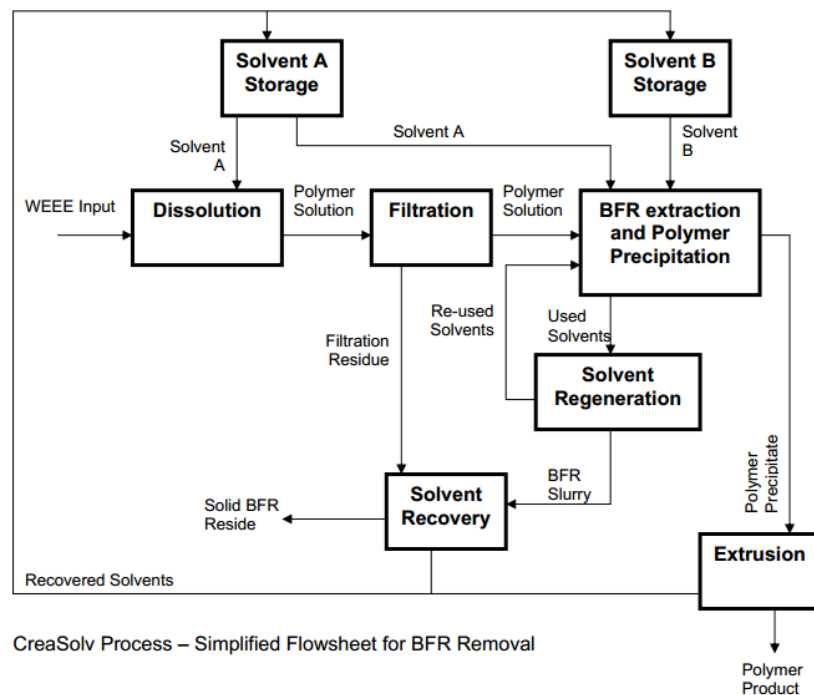 Solvent A
Storage
Solvent B
Storage
Solvent A
Solvent
A
Solvent
B
WEEE Input
Dissolution
Polymer
Solution
Filtration
Polymer
Solution
BFR extraction
and Polymer
Precipitation
Re-used
Solvents
Used
Solvents
Filtration
Residue
Solvent
Regeneration
Polymer
Precipitate
BFR
Slurry
Solid BFR
Reside
Solvent
Recovery
Extrusion
Recovered Solvents
CreaSolv Process – Simplified Flowsheet for BFR Removal
Polymer
Product